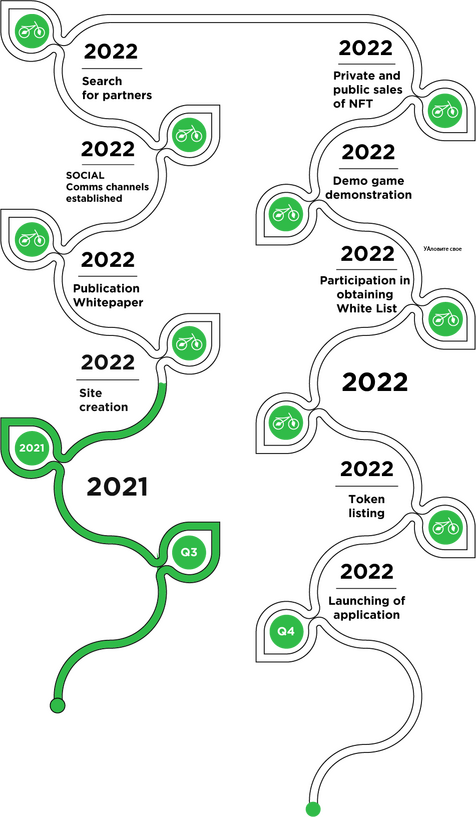 2022
Search
for partners
2022
SOCIAL
Comms channels
established
2022
Publication
Whitepaper
2022
Site
creation
2021
2021
Q3
2022
Private and
public sales
of NFT
2022
Demo game
demonstration
УАловите свое
2022
Participation in
obtaining
White List
2022
2022
Token
listing
2022
Launching of
application
Q4